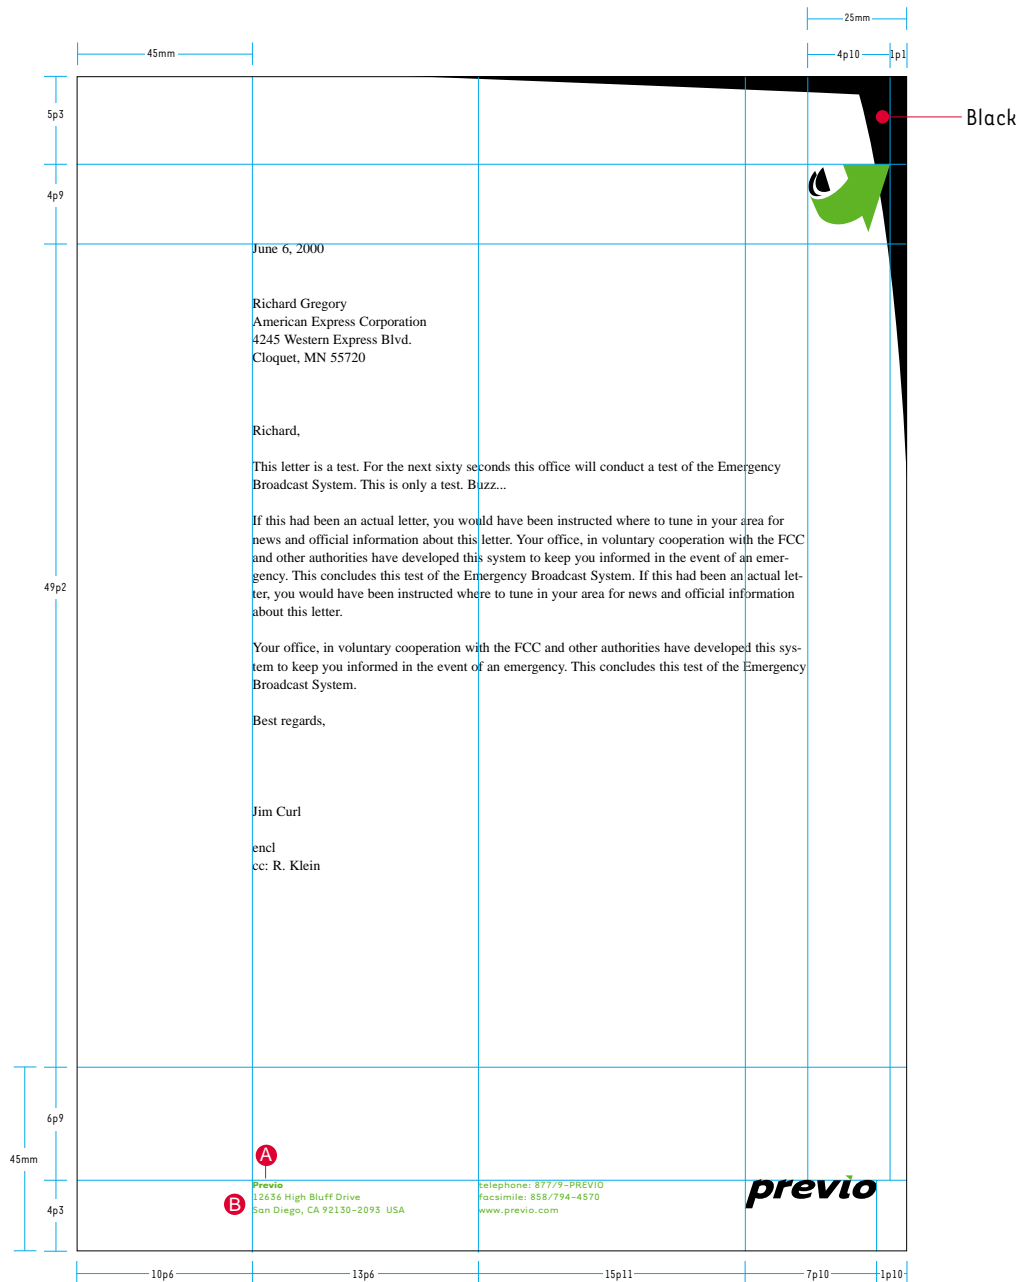 25mm
45mm
4p10
1p1
5p3
Black
4p9
June 6, 2000
Richard Gregory
American Express Corporation
4245 Western Express Blvd.
Cloquet, MN 55720
Richard,
This letter is a test. For the next sixty seconds this office will conduct a test of the Emergency
Broadcast System. This is only a test. Buzz...
If this had been an actual letter, you would have been instructed where to tune in your area for
news and official information about this letter. Your office, in voluntary cooperation with the FCC
and other authorities have developed this system to keep you informed in the event of an emer-
gency. This concludes this test of the Emergency Broadcast System. If this had been an actual let-
ter, you would have been instructed where to tune in your area for news and official information
about this letter.
49p2
Your office, in voluntary cooperation with the FCC and other authorities have developed this sys-
tem to keep you informed in the event of an emergency. This concludes this test of the Emergency
Broadcast System.
Best regards,
Jim Curl
encl
cc: R. Klein
6p9
45mm
4p3
A
B
Previo
12636 High Bluff Drive
San Diego, CA 92130-2093 USA
telephone: 877/9-PREVIO
facsimile: 858/794-4570
www.previo.com
previo
10p6
13p6
15p11
7p10
1p10